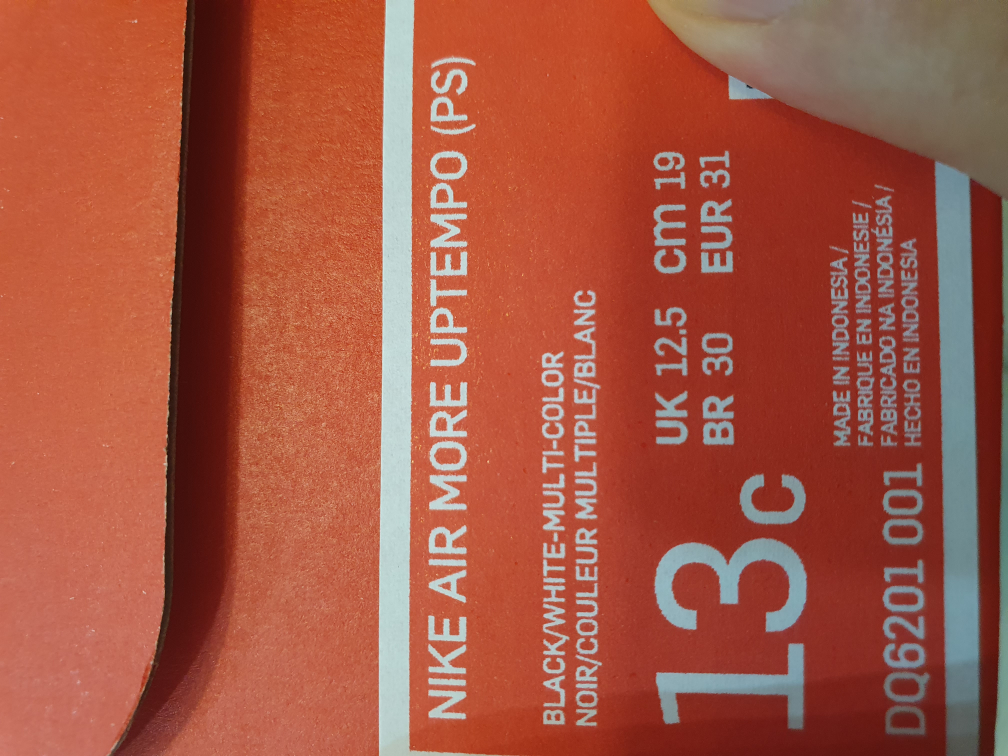 NIKE AIR MORE UPTEMPO (PS)
BLACK/WHITE-MULTI-COLOR
NOIR/COULEUR MULTIPLE/BLANC
13C
UK 12.5 Cm 19
BR 30 EUR 31
MADE IN INDONESIA /
FABRIQUE EN INDONESIE /
FABRICADO NA INDONÉSIA /
HECHO EN INDONESIA
DQ6201 001